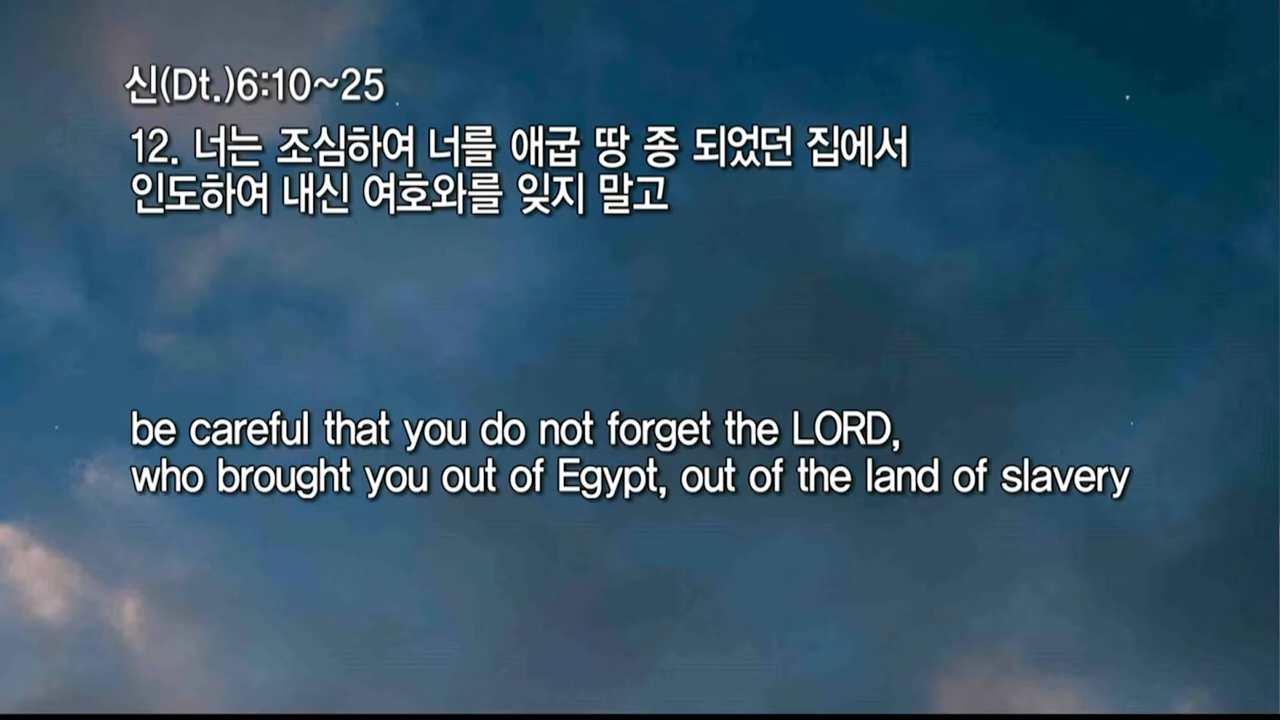 신(Dt.)6:10~25
12. 너는 조심하여 너를 애굽 땅 종 되었던 집에서
인도하여 내신 여호와를 잊지 말고
be careful that you do not forget the LORD,
who brought you out of Egypt, out of the land of slavery